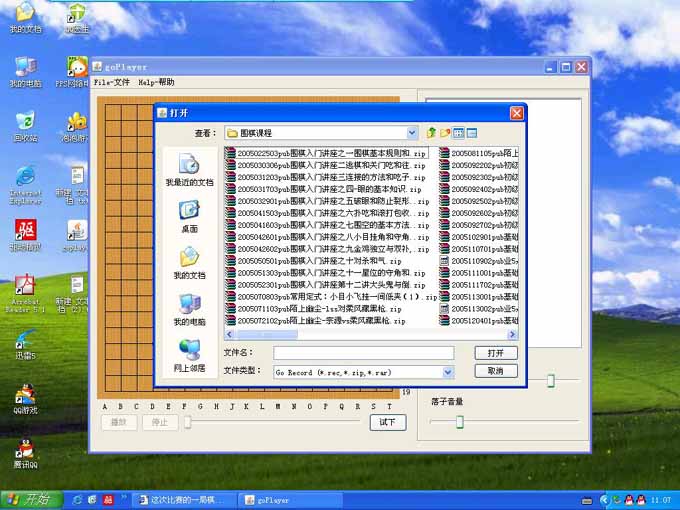 我的文档
我的电脑
回收站
Internet
Explorer
Acrobat
Reader 5.1
迅雷5
QQ游戏
腾讯QQ
goPlayer
File-文件 Help-帮助
打开
查看:
围棋课程
我最近的文档
桌面
我的文档
我的电脑
网上邻居
2005022503pub围棋入门讲座之一围棋基本规则和.zip
2005030306pub围棋入门讲座二逃棋和关门吃和往.zip
2005031203pub围棋入门讲座三连接的方法和吃子.zip
2005031703pub围棋入门讲座之四-眼的基本知识.zip
2005032901pub围棋入门讲座之五破眼和防止裂形..zip
2005041503pub围棋入门讲座之六扑吃和滚打包收..zip
2005041603pub围棋入门讲座之七围空的基本方法..zip
2005042601pub围棋入门讲座之八小目挂角和守角..zip
2005042602pub围棋入门讲座之九金鸡独立与双补,.zip
2005050501pub围棋入门讲座之十对杀和气.zip
2005051303pub围棋入门讲座之十一星位的守角和.zip
2005052301pub围棋入门讲座第十二讲大头鬼与倒.zip
2005070803pub常用定式:小目小飞挂一间低夹(1).zip
2005071103pub陌上幽尘-lsz对柔风藏黑枪.zip
2005072102pub陌上幽尘-宗源vs柔风藏黑枪.zip
2005081105pub陌上
2005092202pub初级
2005092302pub初级
2005092402pub初级
2005092502pub初级
2005092602pub初级
2005092702pub初级
2005102901pub基础
2005110701pub基础
2005110902pub业5
2005111001pub基础
2005111702pub基础
2005113001pub基础
2005113002pub业5
2005120401pub基础
文件名:
打开
文件类型:
Go Record (*.rec,*.zip,*.rar)
取消
19
A B C D E F G H J K L M N O P Q R S T
播放
停止
试下
落子音量
开始
这次比赛的一局棋...
goPlayer
11:07